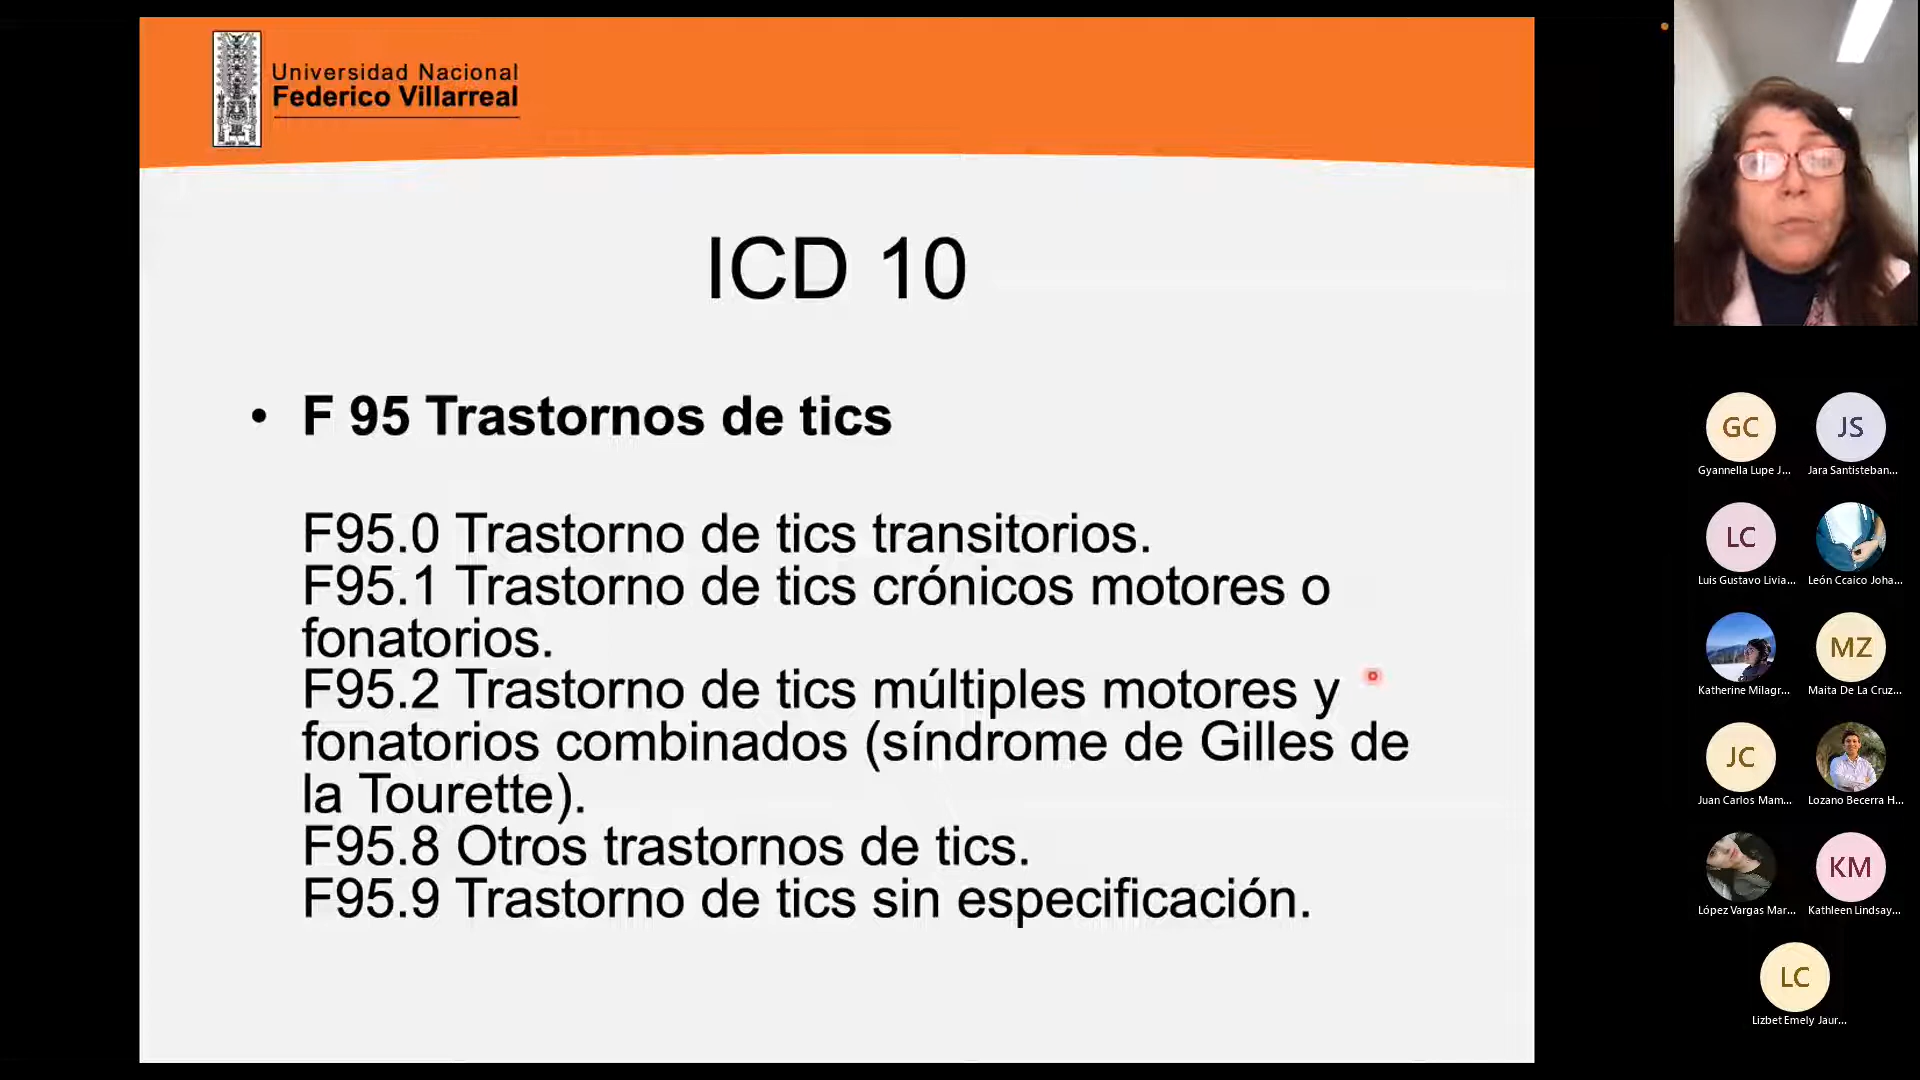 Universidad Nacional
Federico Villarreal
ICD 10
• F 95 Trastornos de tics
F95.0 Trastorno de tics transitorios.
F95.1 Trastorno de tics crónicos motores o
fonatorios.
F95.2 Trastorno de tics múltiples motores y
fonatorios combinados (síndrome de Gilles de
la Tourette).
F95.8 Otros trastornos de tics.
F95.9 Trastorno de tics sin especificación.
GC
Gyannella Lupe J...
JS
Jara Santisteban...
LC
Luis Gustavo Livia...
León Ccaico Joha...
Katherine Milagr...
MZ
Maita De La Cruz...
JC
Juan Carlos Mam...
Lozano Becerra H...
López Vargas Mar...
KM
Kathleen Lindsay...
LC
Lizbet Emely Jaur...